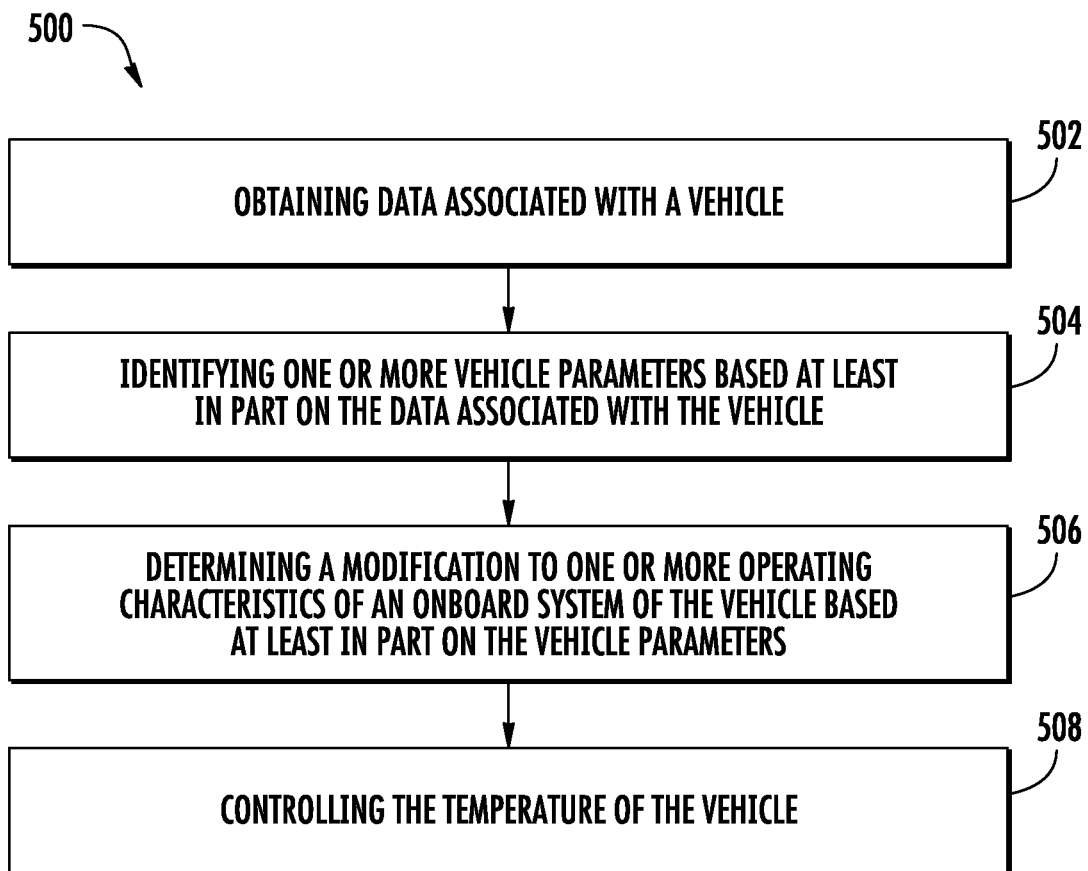 500
502
OBTAINING DATA ASSOCIATED WITH A VEHICLE
504
IDENTIFYING ONE OR MORE VEHICLE PARAMETERS BASED AT LEAST
IN PART ON THE DATA ASSOCIATED WITH THE VEHICLE
506
DETERMINING A MODIFICATION TO ONE OR MORE OPERATING
CHARACTERISTICS OF AN ONBOARD SYSTEM OF THE VEHICLE BASED
AT LEAST IN PART ON THE VEHICLE PARAMETERS
508
CONTROLLING THE TEMPERATURE OF THE VEHICLE